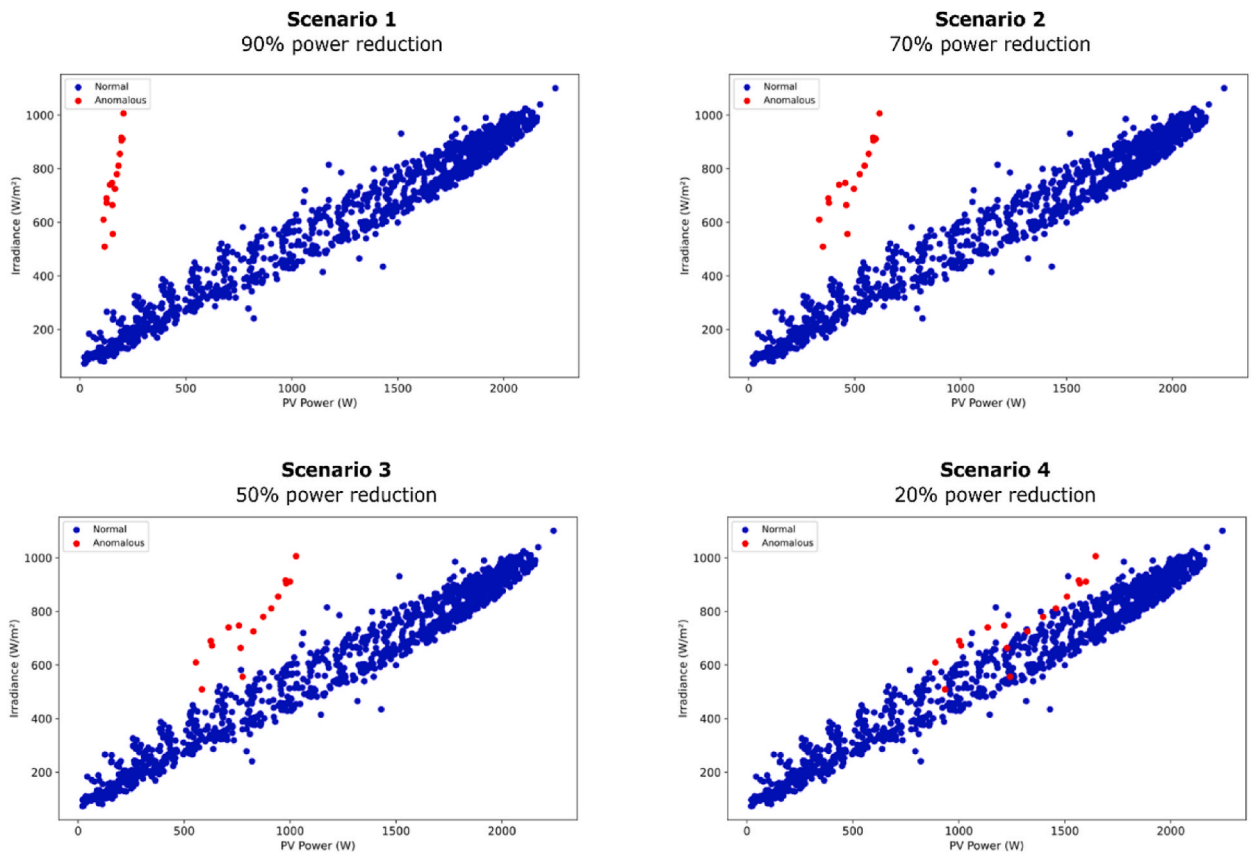 Scenario 1
90% power reduction
Normal
Anomalous
1000
800
600
400
200
Irradiance (W/m²)
0
500
1000
1500
2000
PV Power (W)
Scenario 2
70% power reduction
Normal
Anomalous
1000
800
600
400
200
Irradiance (W/m²)
0
500
1000
1500
2000
PV Power (W)
Scenario 3
50% power reduction
Normal
Anomalous
1000
800
600
400
200
Irradiance (W/m²)
0
500
1000
1500
2000
PV Power (W)
Scenario 4
20% power reduction
Normal
Anomalous
1000
800
600
400
200
Irradiance (W/m²)
0
500
1000
1500
2000
PV Power (W)